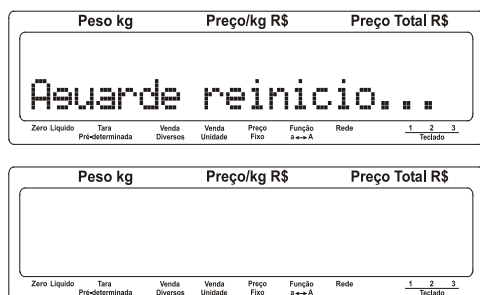 Peso kg Preço/kg R$ Preço Total R$
Aguarde reinicio...
Zero Líquido Tara Pré-determinada Venda Diversos Venda Unidade Preço Fixo Função a↔A Rede 1 2 3 Teclado
Peso kg Preço/kg R$ Preço Total R$
Zero Líquido Tara Pré-determinada Venda Diversos Venda Unidade Preço Fixo Função a↔A Rede 1 2 3 Teclado